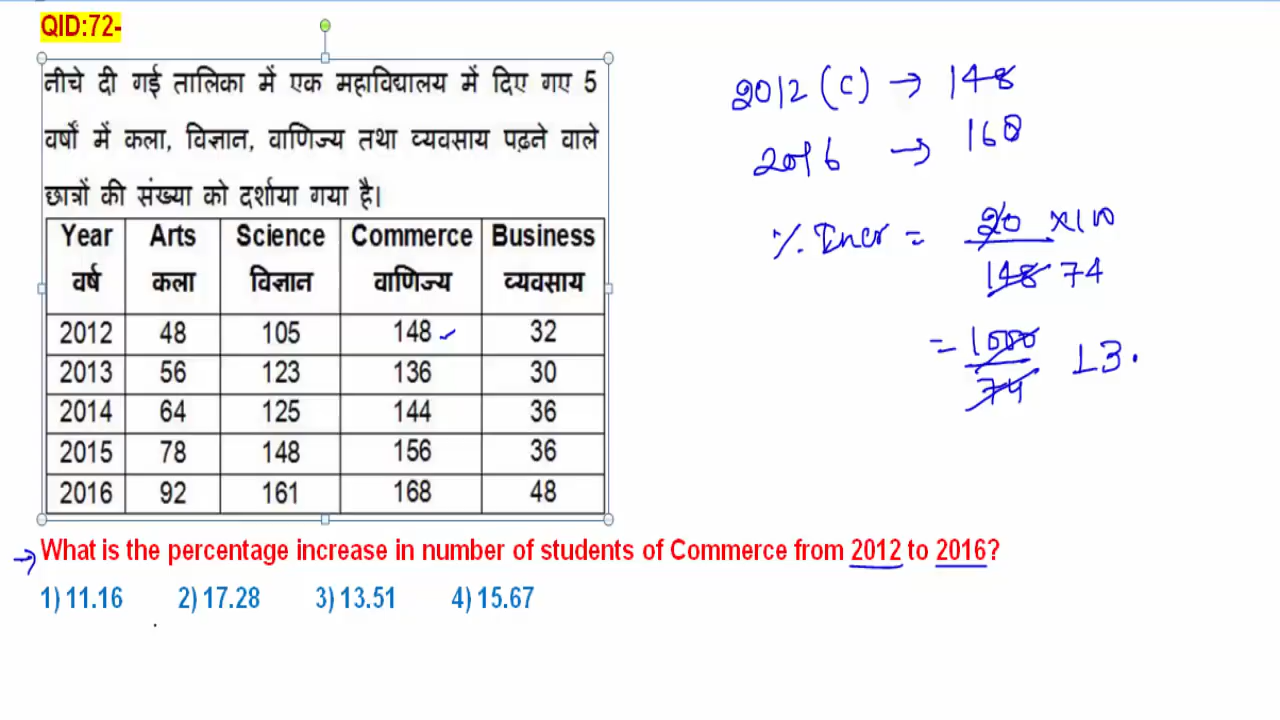 QID:72-
नीचे दी गई तालिका में एक महाविद्यालय में दिए गए 5
वर्षों में कला, विज्ञान, वाणिज्य तथा व्यवसाय पढ़ने वाले
छात्रों की संख्या को दर्शाया गया है।
Year Arts Science Commerce Business
वर्ष कला विज्ञान वाणिज्य व्यवसाय
2012 48 105 148 32
2013 56 123 136 30
2014 64 125 144 36
2015 78 148 156 36
2016 92 161 168 48
What is the percentage increase in number of students of Commerce from 2012 to 2016?
1) 11.16 2) 17.28 3) 13.51 4) 15.67
2012 (C) → 148
2016 → 168
% Incr = 20 × 100
148 74
= 1000 13.
74